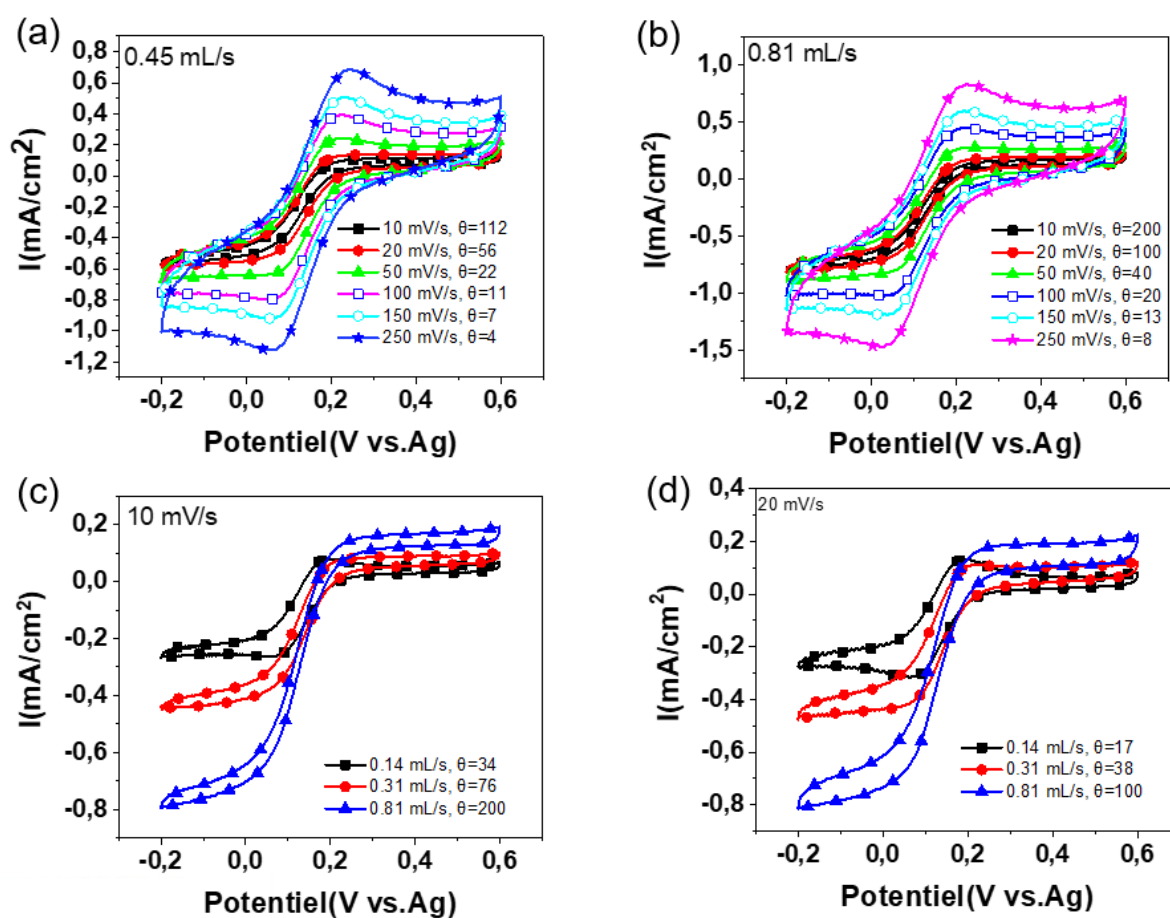 (a)
0.45 mL/s
I(mA/cm2)
0,8
0,6
0,4
0,2
0,0
-0,2
-0,4
-0,6
-0,8
-1,0
-1,2
10 mV/s, θ=112
20 mV/s, θ=56
50 mV/s, θ=22
100 mV/s, θ=11
150 mV/s, θ=7
250 mV/s, θ=4
-0,2 0,0 0,2 0,4 0,6
Potentiel(V vs.Ag)
(b)
0.81 mL/s
I(mA/cm2)
1,0
0,5
0,0
-0,5
-1,0
-1,5
10 mV/s, θ=200
20 mV/s, θ=100
50 mV/s, θ=40
100 mV/s, θ=20
150 mV/s, θ=13
250 mV/s, θ=8
-0,2 0,0 0,2 0,4 0,6
Potentiel(V vs.Ag)
(c)
10 mV/s
I(mA/cm2)
0,2
0,0
-0,2
-0,4
-0,6
-0,8
0.14 mL/s, θ=34
0.31 mL/s, θ=76
0.81 mL/s, θ=200
-0,2 0,0 0,2 0,4 0,6
Potentiel(V vs.Ag)
(d)
20 mV/s
I(mA/cm2)
0,4
0,2
0,0
-0,2
-0,4
-0,6
-0,8
0.14 mL/s, θ=17
0.31 mL/s, θ=38
0.81 mL/s, θ=100
-0,2 0,0 0,2 0,4 0,6
Potentiel(V vs.Ag)